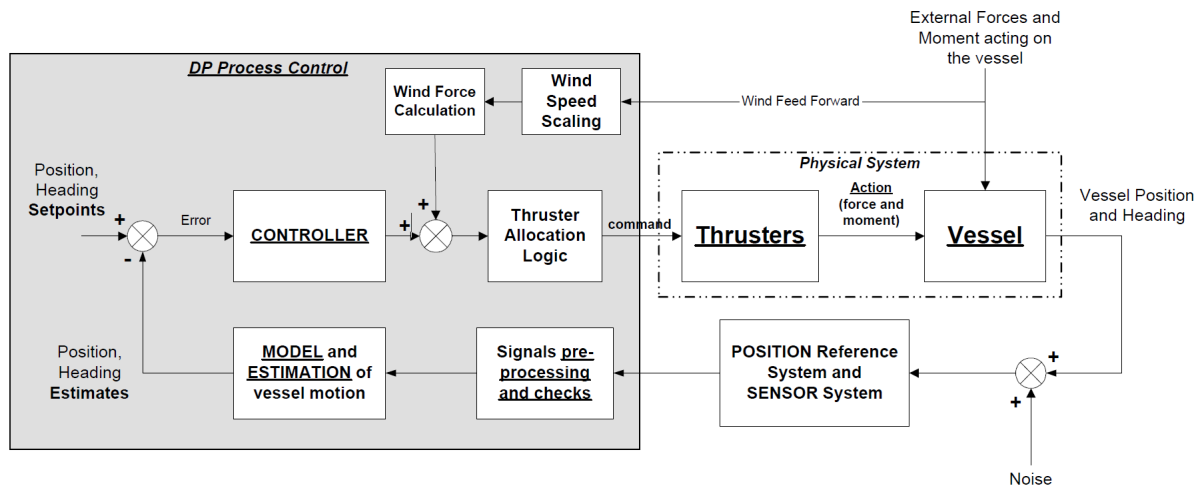 External Forces and
Moment acting on
the vessel
DP Process Control
Wind Force
Calculation
Wind
Speed
Scaling
Wind Feed Forward
Physical System
Position,
Heading
Setpoints
+
-
Error
CONTROLLER
+
+
Thruster
Allocation
Logic
command
Thrusters
Action
(force and
moment)
Vessel
Vessel Position
and Heading
Position,
Heading
Estimates
MODEL and
ESTIMATION of
vessel motion
Signals pre-
processing
and checks
POSITION Reference
System and
SENSOR System
+
+
Noise